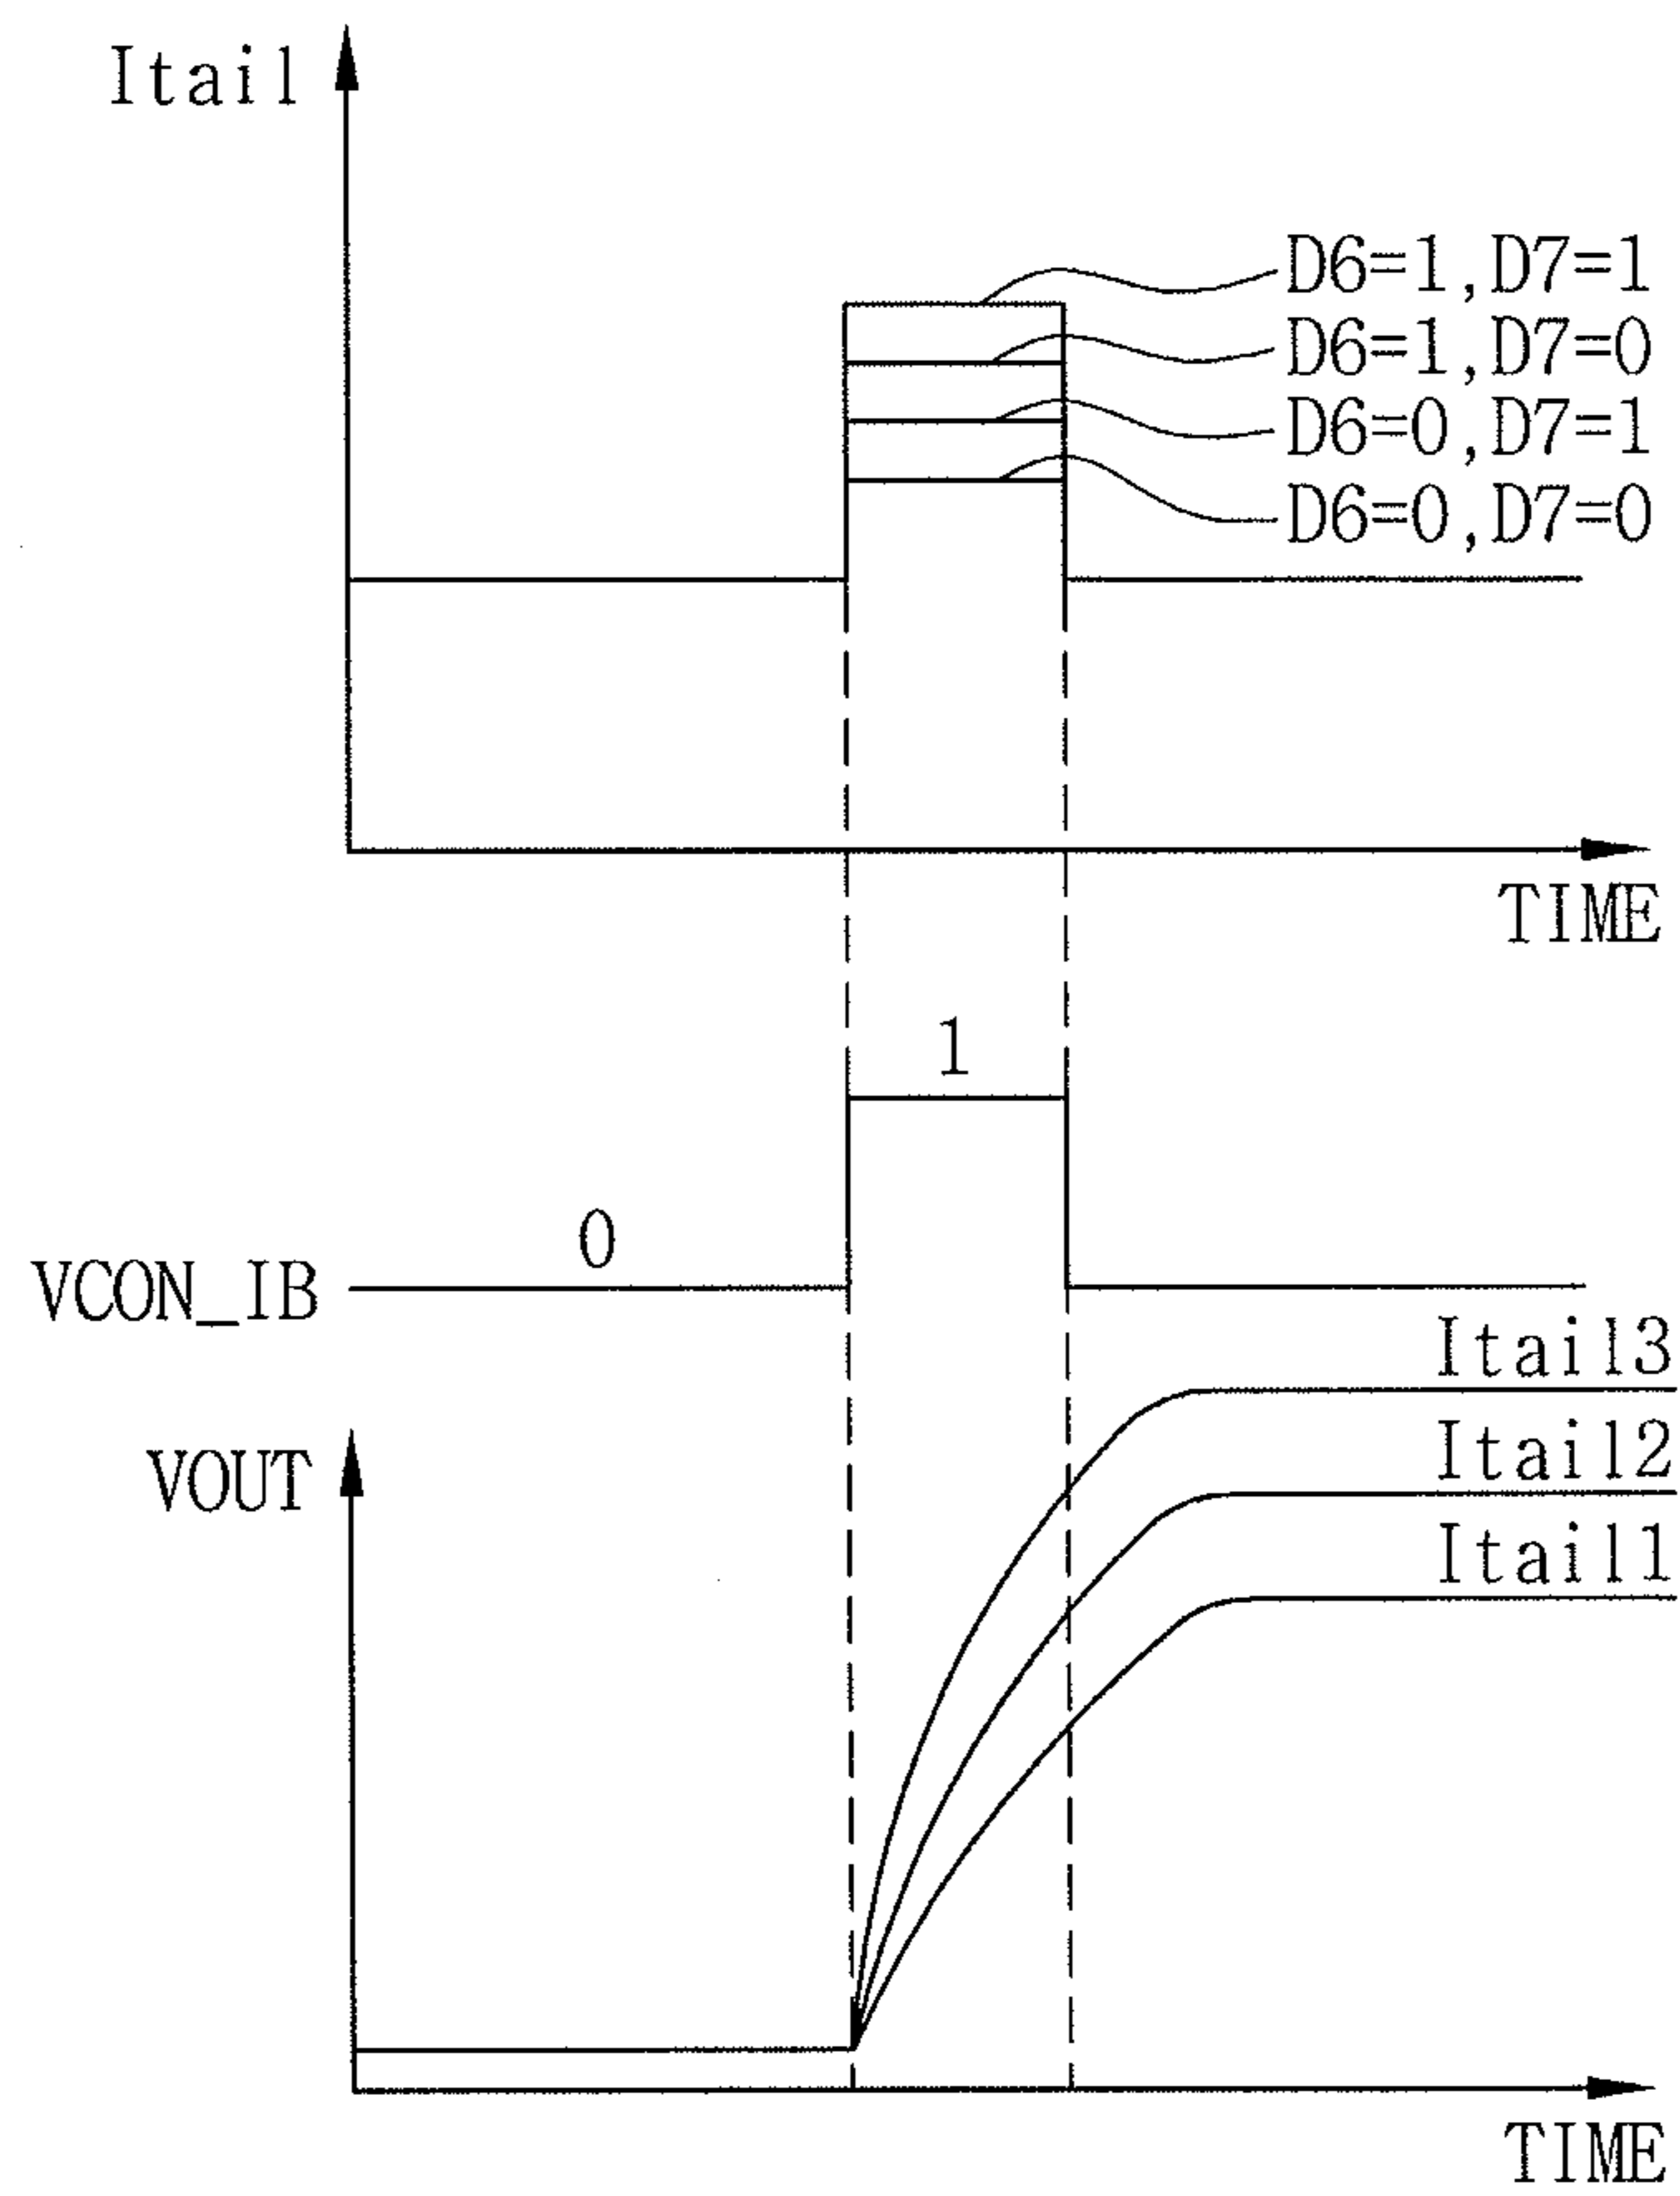 Itail
D6=1,D7=1
D6=1,D7=0
D6=0,D7=1
D6=0,D7=0
TIME
1
0
VCON_IB
Itail3
Itail2
VOUT
Itail1
TIME